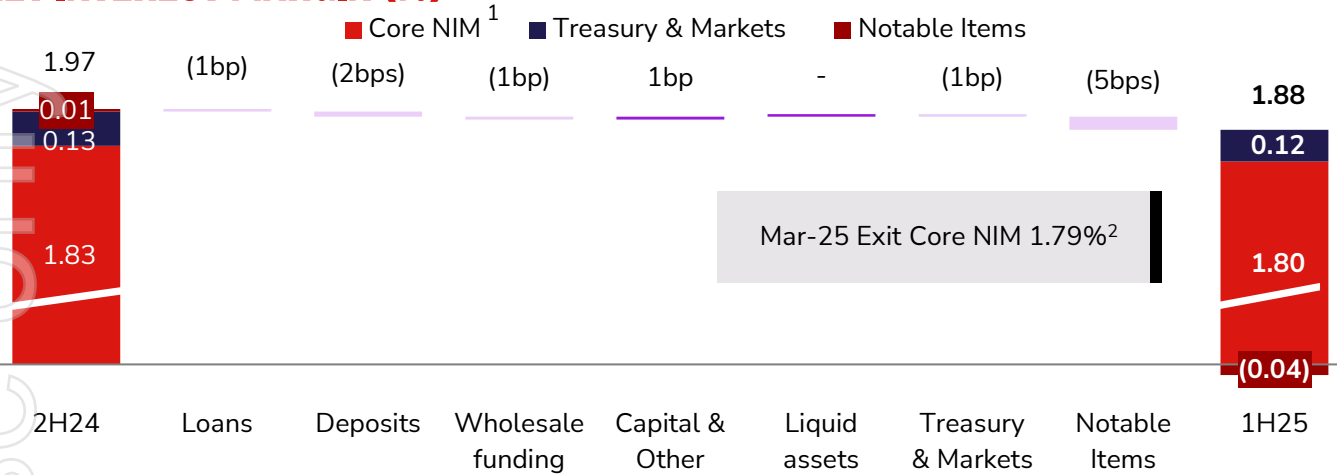 Core NIM 1 Treasury & Markets Notable Items
1.97 (1bp) (2bps) (1bp) 1bp - (1bp) (5bps) 1.88
0.01
0.13 0.12
Mar-25 Exit Core NIM 1.79%2
1.83 1.80
(0.04)
2H24 Loans Deposits Wholesale funding Capital & Other Liquid assets Treasury & Markets Notable Items 1H25